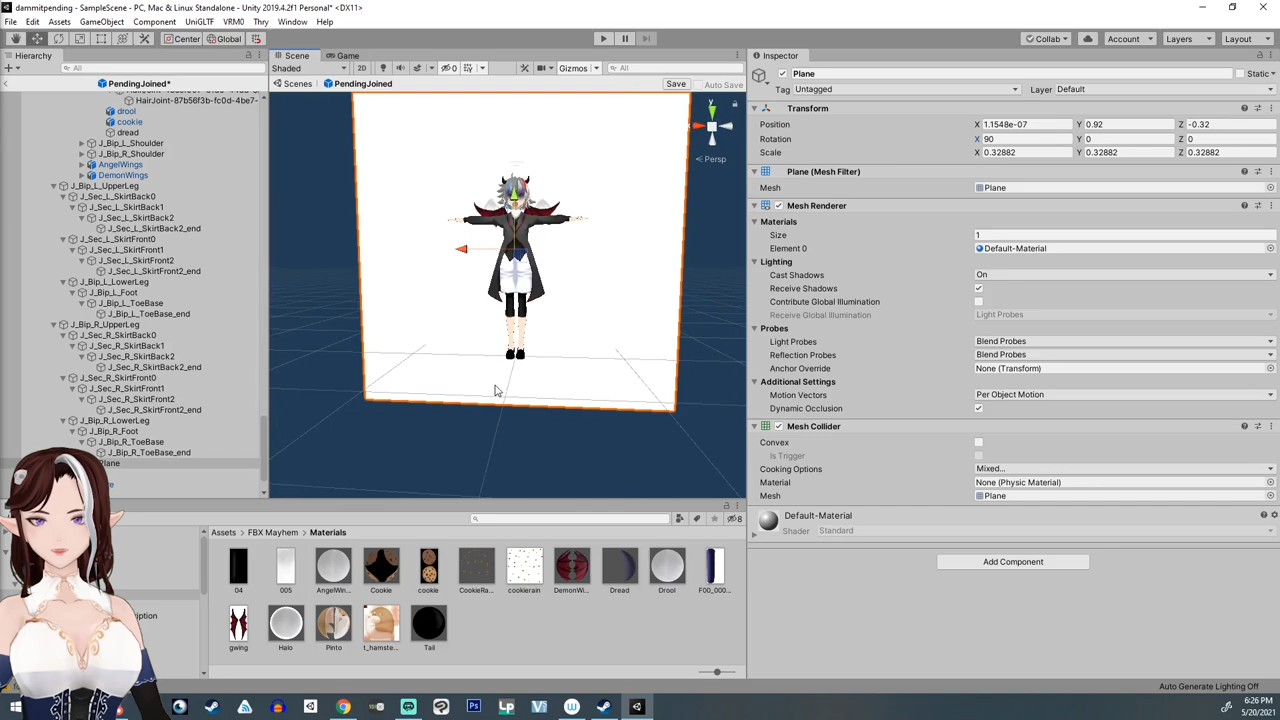 dammitpending - SampleScene - PC, Mac & Linux Standalone - Unity 2019.4.2f1 Personal* <DX11>
File Edit Assets GameObject Component UniGLTF VRM0 Thry Window Help
Center Global Collab Account Layers Layout
Hierarchy
All
PendingJoined*
HairJoint-87b56f3b-fc0d-4be7-
drool
cookie
dread
J_Bip_L_Shoulder
J_Bip_R_Shoulder
AngelWings
DemonWings
J_Bip_L_UpperLeg
J_Sec_L_SkirtBack0
J_Sec_L_SkirtBack1
J_Sec_L_SkirtBack2
J_Sec_L_SkirtBack2_end
J_Sec_L_SkirtFront0
J_Sec_L_SkirtFront1
J_Sec_L_SkirtFront2
J_Sec_L_SkirtFront2_end
J_Bip_L_LowerLeg
J_Bip_L_Foot
J_Bip_L_ToeBase
J_Bip_L_ToeBase_end
J_Bip_R_UpperLeg
J_Sec_R_SkirtBack0
J_Sec_R_SkirtBack1
J_Sec_R_SkirtBack2
J_Sec_R_SkirtBack2_end
J_Sec_R_SkirtFront0
J_Sec_R_SkirtFront1
J_Sec_R_SkirtFront2
J_Sec_R_SkirtFront2_end
J_Bip_R_LowerLeg
J_Bip_R_Foot
J_Bip_R_ToeBase
J_Bip_R_ToeBase_end
Plane
Scene Game
Shaded 2D 0 Gizmos All
Scenes PendingJoined Save Auto Save
y
Persp
Inspector
Plane Static
Tag Untagged Layer Default
Transform
Position X 1.1548e-07 Y 0.92 Z -0.32
Rotation X 90 Y 0 Z 0
Scale X 0.32882 Y 0.32882 Z 0.32882
Plane (Mesh Filter)
Mesh Plane
Mesh Renderer
Materials
Size 1
Element 0 Default-Material
Lighting
Cast Shadows On
Receive Shadows
Contribute Global Illumination
Receive Global Illumination Light Probes
Probes
Light Probes Blend Probes
Reflection Probes Blend Probes
Anchor Override None (Transform)
Additional Settings
Motion Vectors Per Object Motion
Dynamic Occlusion
Mesh Collider
Convex
Is Trigger
Cooking Options Mixed...
Material None (Physic Material)
Mesh Plane
Default-Material
Shader Standard
Add Component
8
Assets FBX Mayhem Materials
04 005 AngelWin... Cookie cookie CookieRa... cookierain DemonWi... Dread Drool F00_000...
gwing Halo Pinto t_hamste... Tail
Auto Generate Lighting Off
6:26 PM
5/20/2021